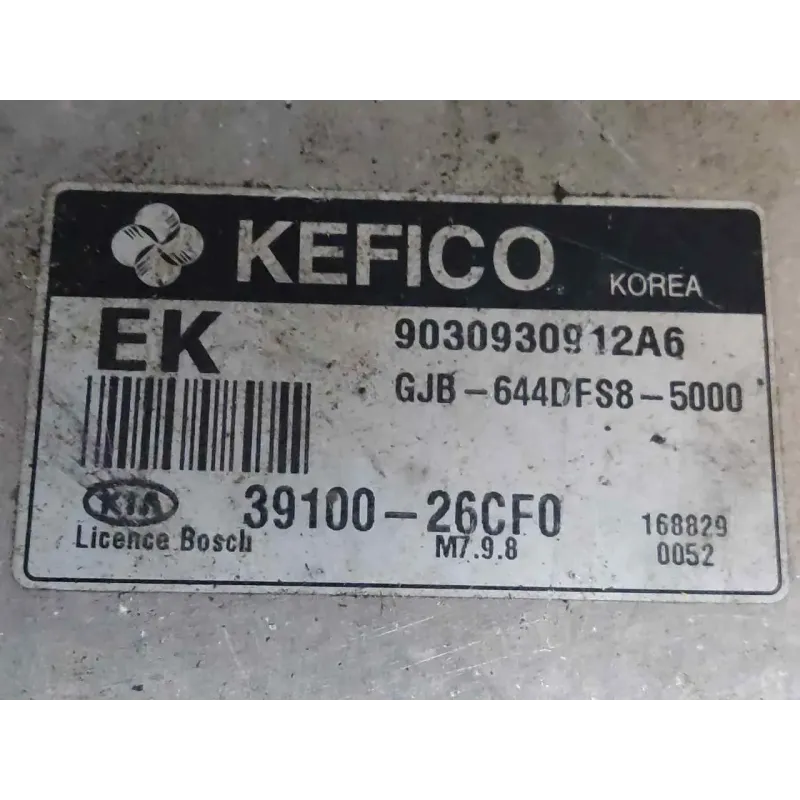 KEFICO KOREA
EK
9030930912A6
GJB-644DFS8-5000
KIA 39100-26CF0 168829
Licence Bosch M7.9.8 0052